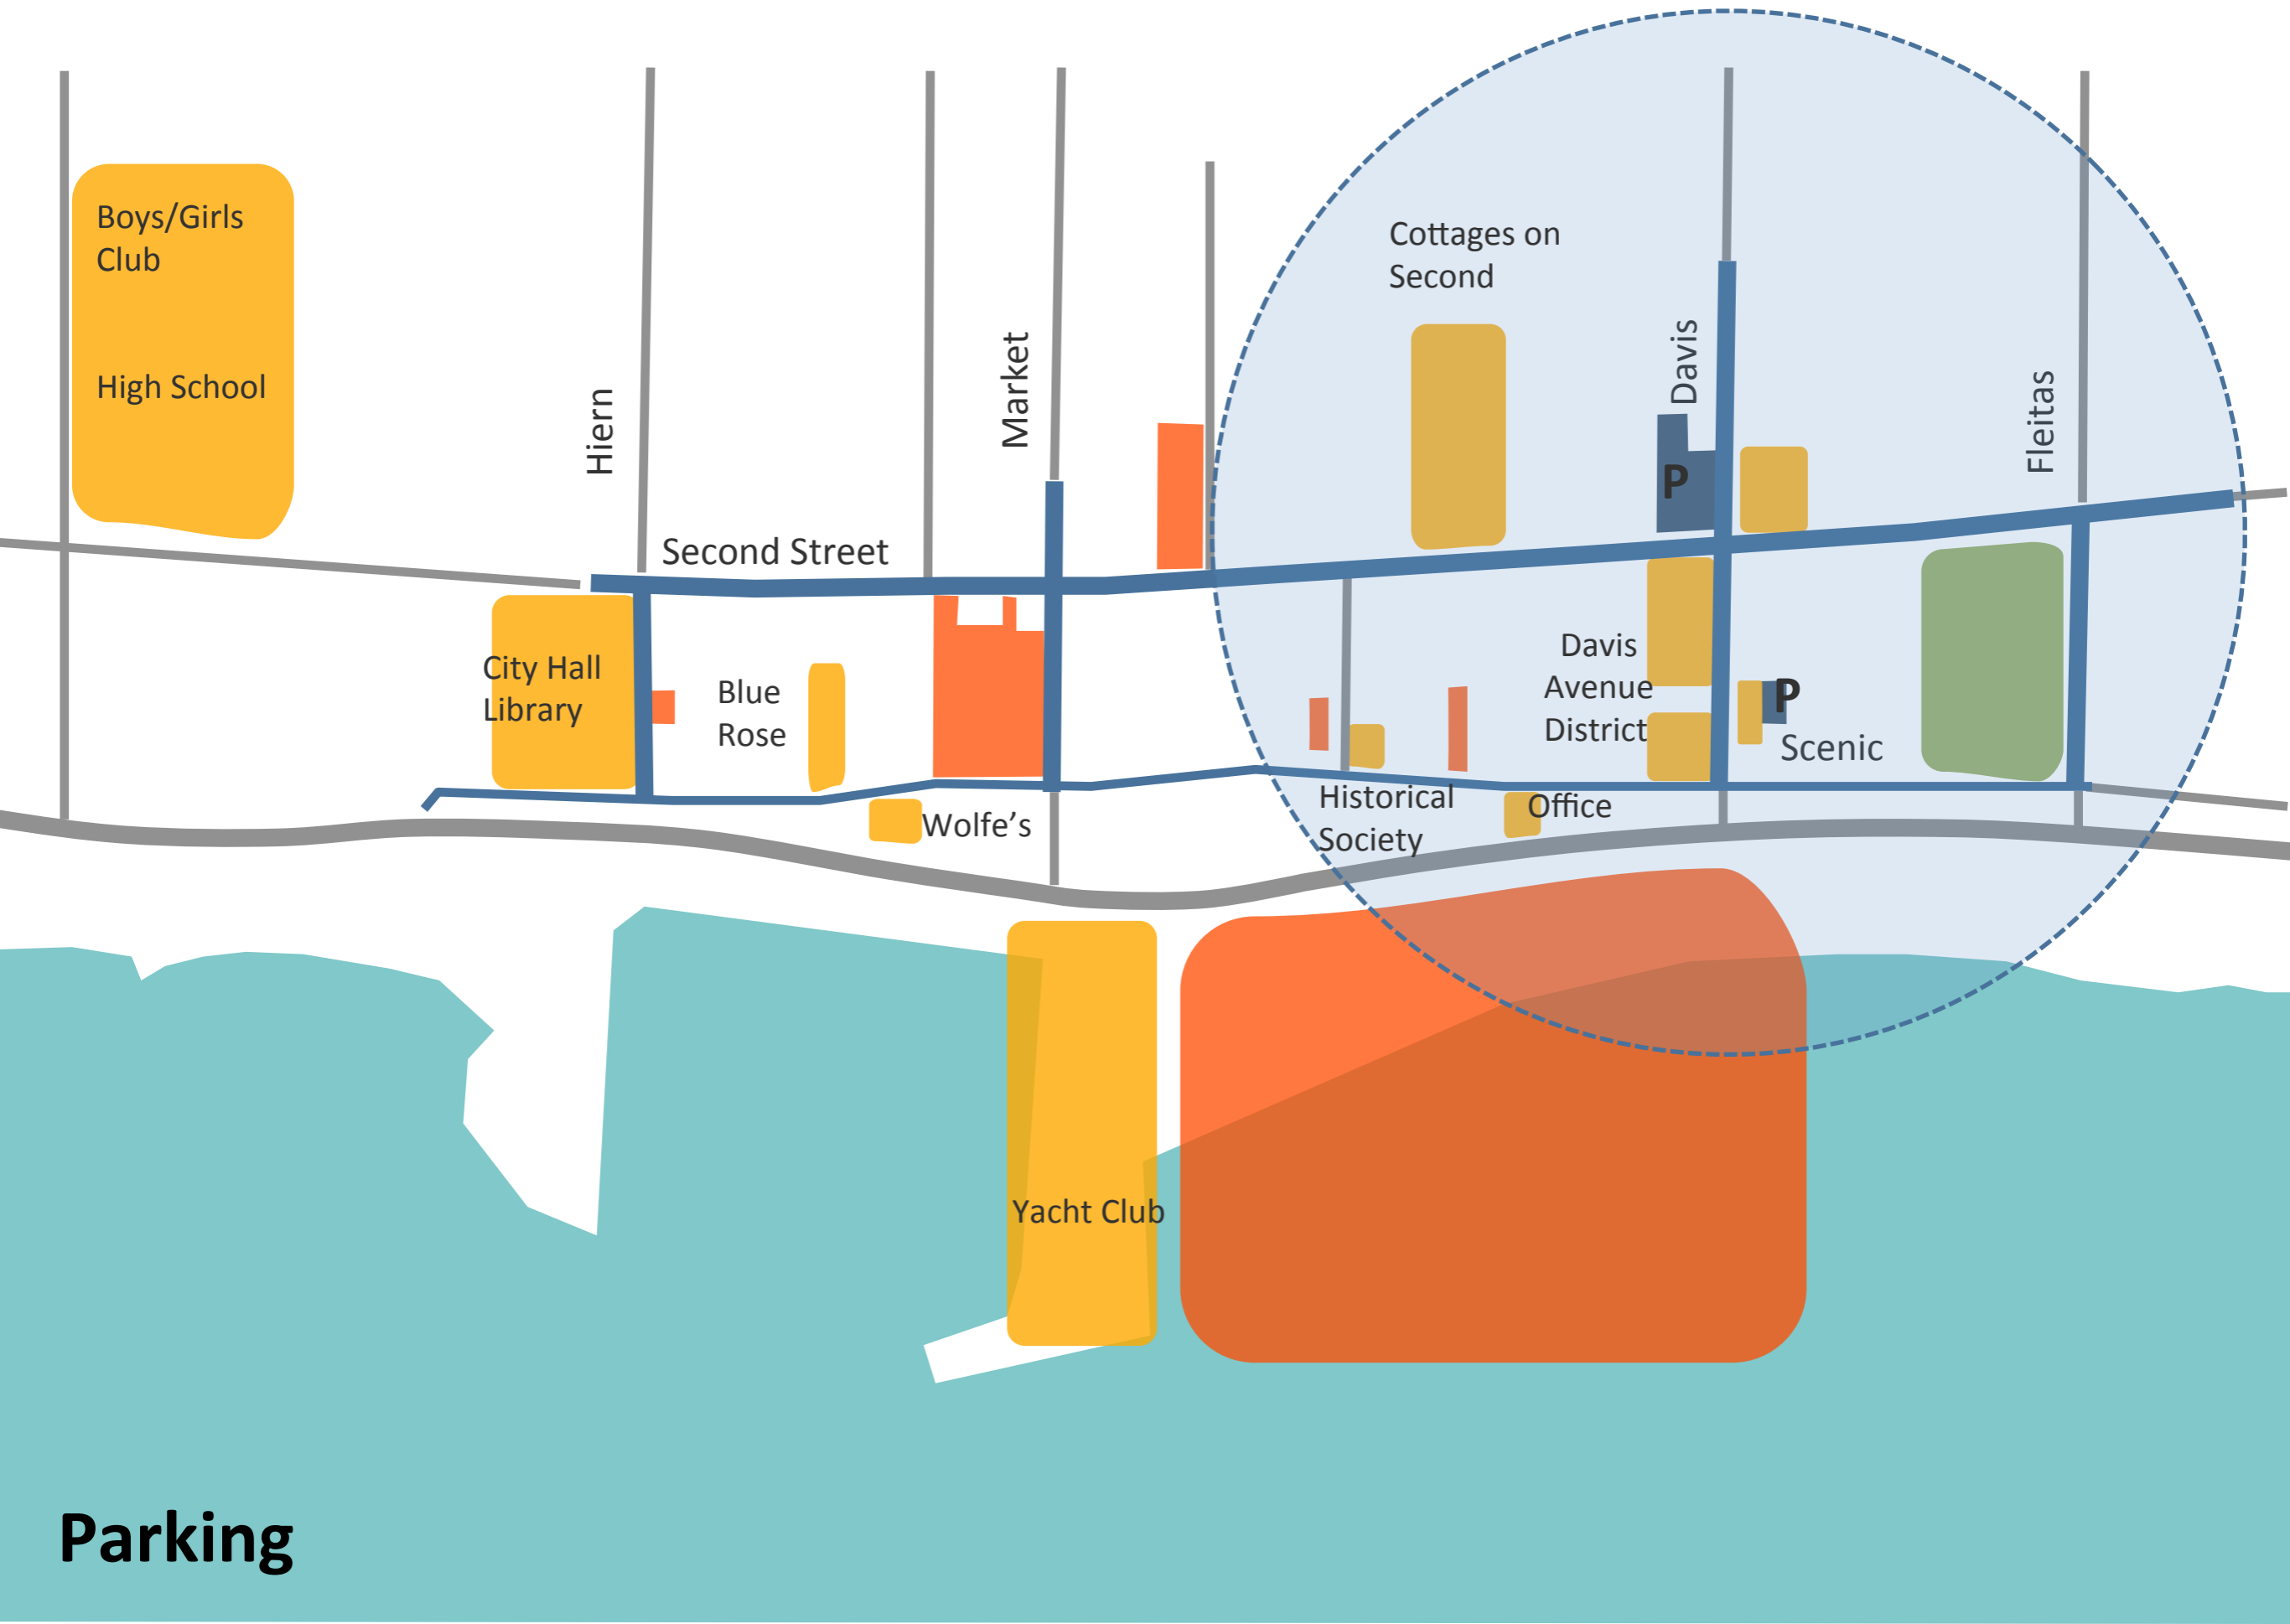 Boys/Girls
Club
High School
Hiern
Second Street
Market
Cottages on
Second
Davis
P
Fleitas
City Hall
Library
Blue
Rose
Wolfe's
Davis
Avenue
District
P
Scenic
Historical
Society
Office
Yacht Club
Parking